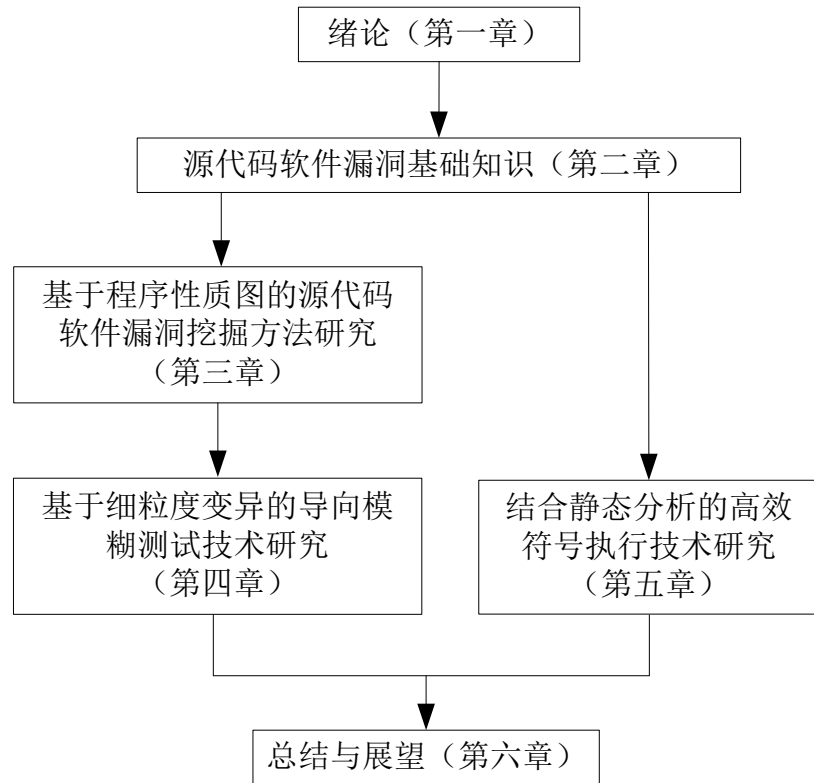 绪论（第一章）
源代码软件漏洞基础知识（第二章）
基于程序性质图的源代码
软件漏洞挖掘方法研究
（第三章）
基于细粒度变异的导向模
糊测试技术研究
（第四章）
结合静态分析的高效
符号执行技术研究
（第五章）
总结与展望（第六章）